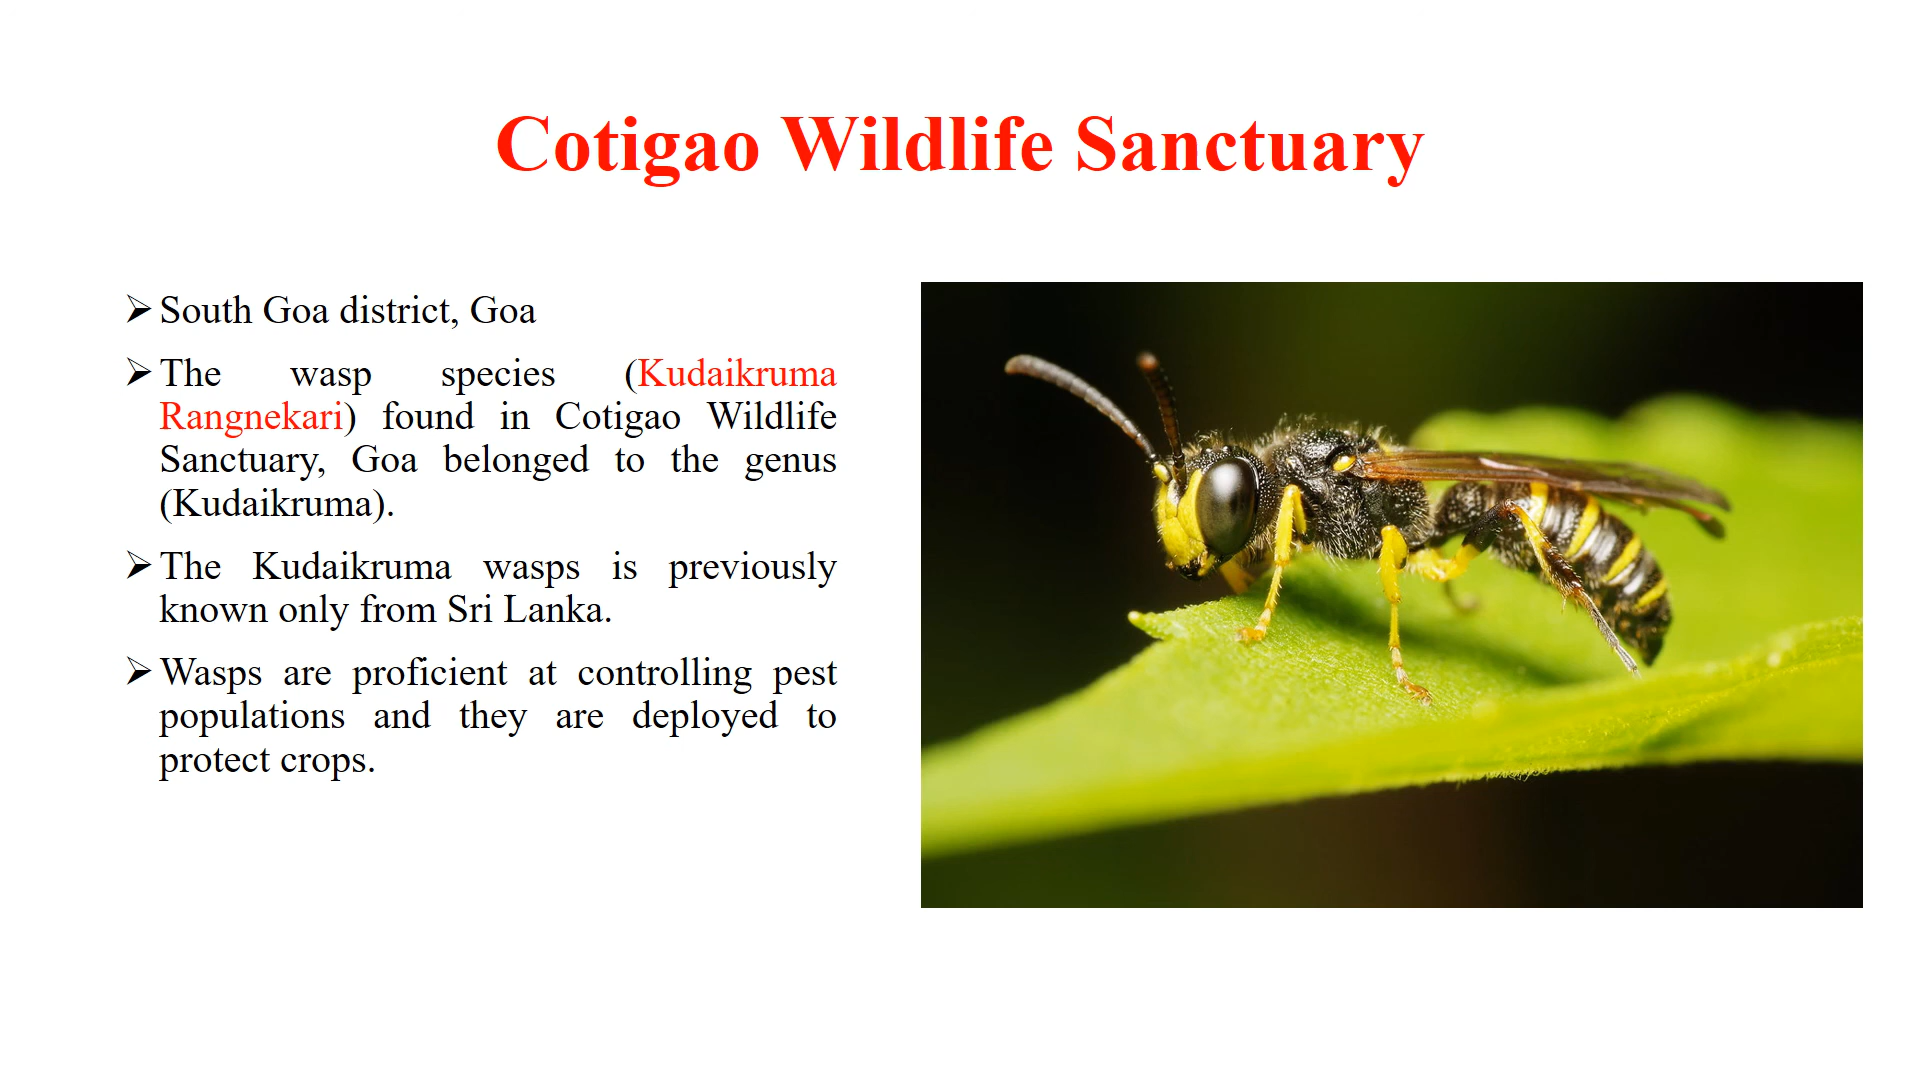 Cotigao Wildlife Sanctuary
➢ South Goa district, Goa
➢ The wasp species (Kudaikruma
Rangnekari) found in Cotigao Wildlife
Sanctuary, Goa belonged to the genus
(Kudaikruma).
➢ The Kudaikruma wasps is previously
known only from Sri Lanka.
➢ Wasps are proficient at controlling pest
populations and they are deployed to
protect crops.